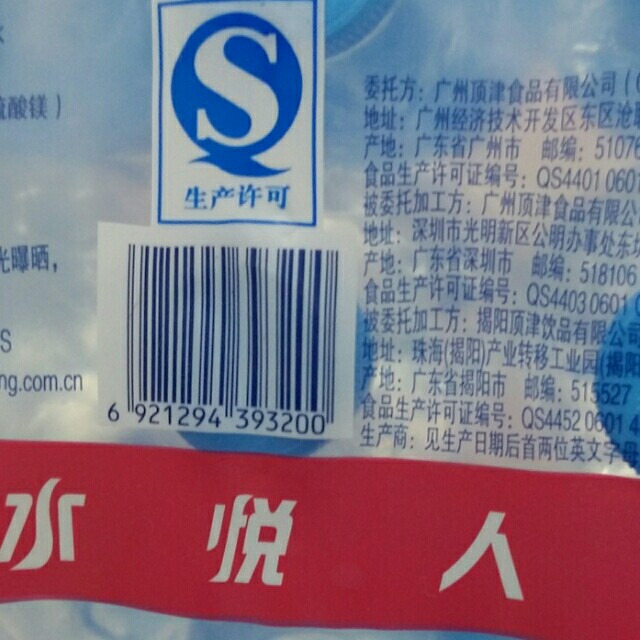 硫酸镁）
光曝晒，
S
ng.com.cn
S
生产许可
6 921294 393200
委托方：广州顶津食品有限公司（
地址：广州经济技术开发区东区沧
产地：广东省广州市 邮编：51076
食品生产许可证编号：QS4401 0601
被委托加工方：广州顶津食品有限公
地址：深圳市光明新区公明办事处东
产地：广东省深圳市 邮编：518106
食品生产许可证编号：QS4403 0601
被委托加工方：揭阳顶津饮品有限公司
地址：珠海(揭阳)产业转移工业园(揭阳
产地：广东省揭阳市 邮编：515527
食品生产许可证编号：QS4452 0601 4
生产商：见生产日期后首两位英文字母
水 悦 人